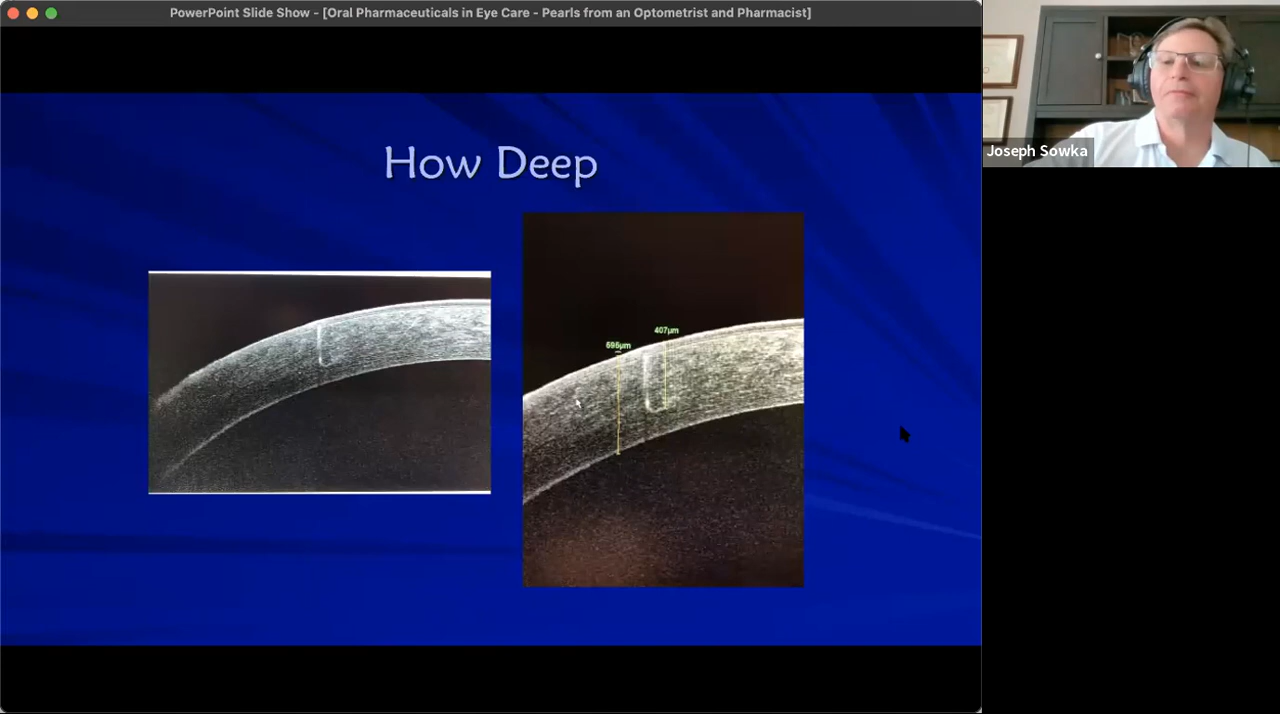 PowerPoint Slide Show - [Oral Pharmaceuticals in Eye Care - Pearls from an Optometrist and Pharmacist]
Joseph Sowka
How Deep
407µm
595µm